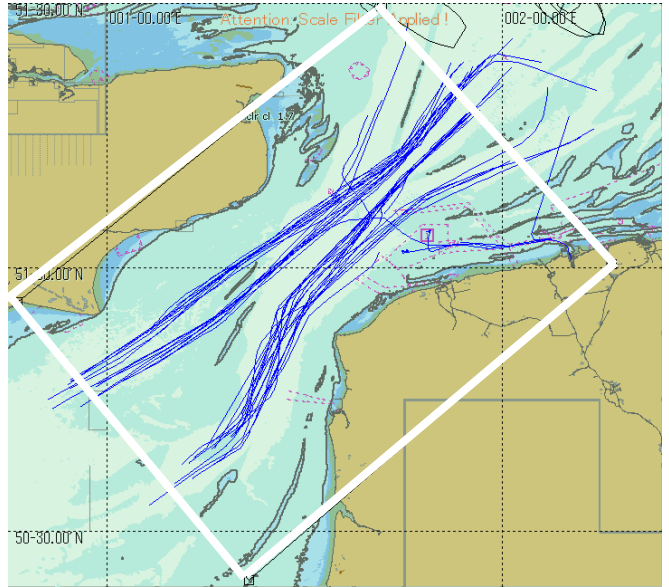 51-30.00 N
001-00.00 E
Attention Scale Filter Applied !
002-00.00 E
51-00.00 N
50-30.00 N